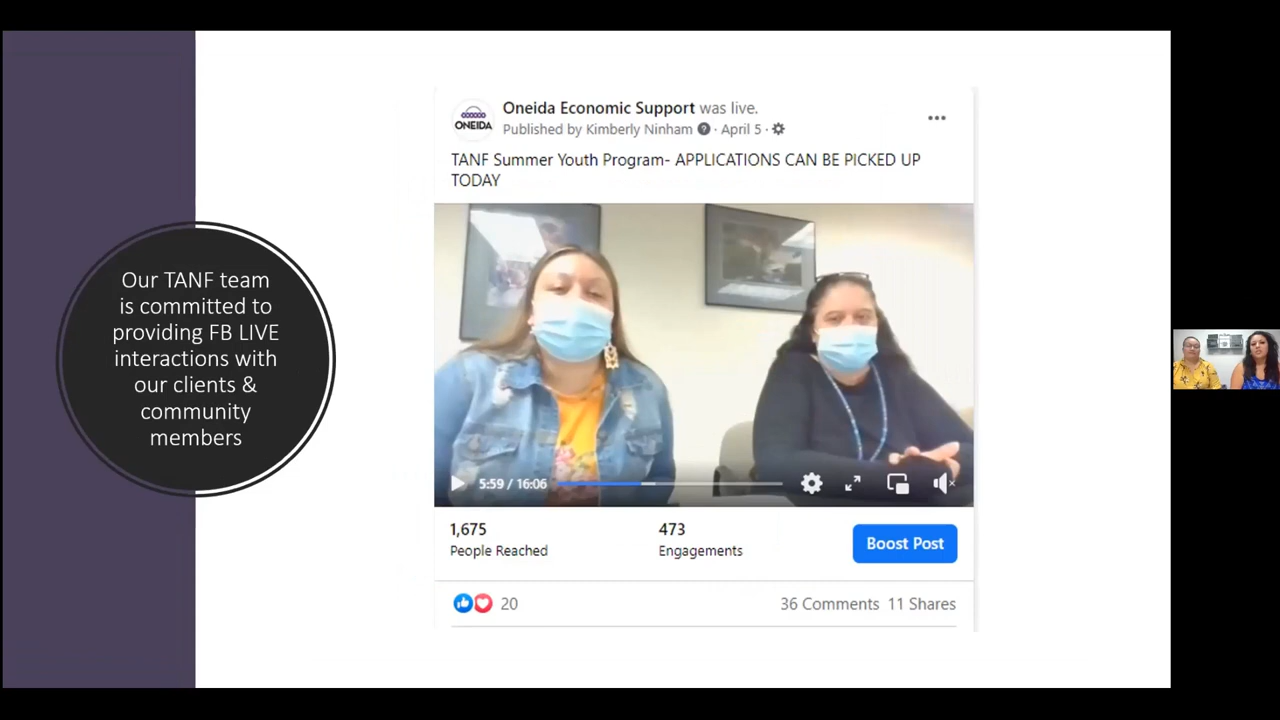 Our TANF team
is committed to
providing FB LIVE
interactions with
our clients &
community
members
ONEIDA
Oneida Economic Support was live.
Published by Kimberly Ninham ? · April 5 ·
TANF Summer Youth Program- APPLICATIONS CAN BE PICKED UP
TODAY
5:59 / 16:06
1,675
People Reached
473
Engagements
Boost Post
20
36 Comments 11 Shares